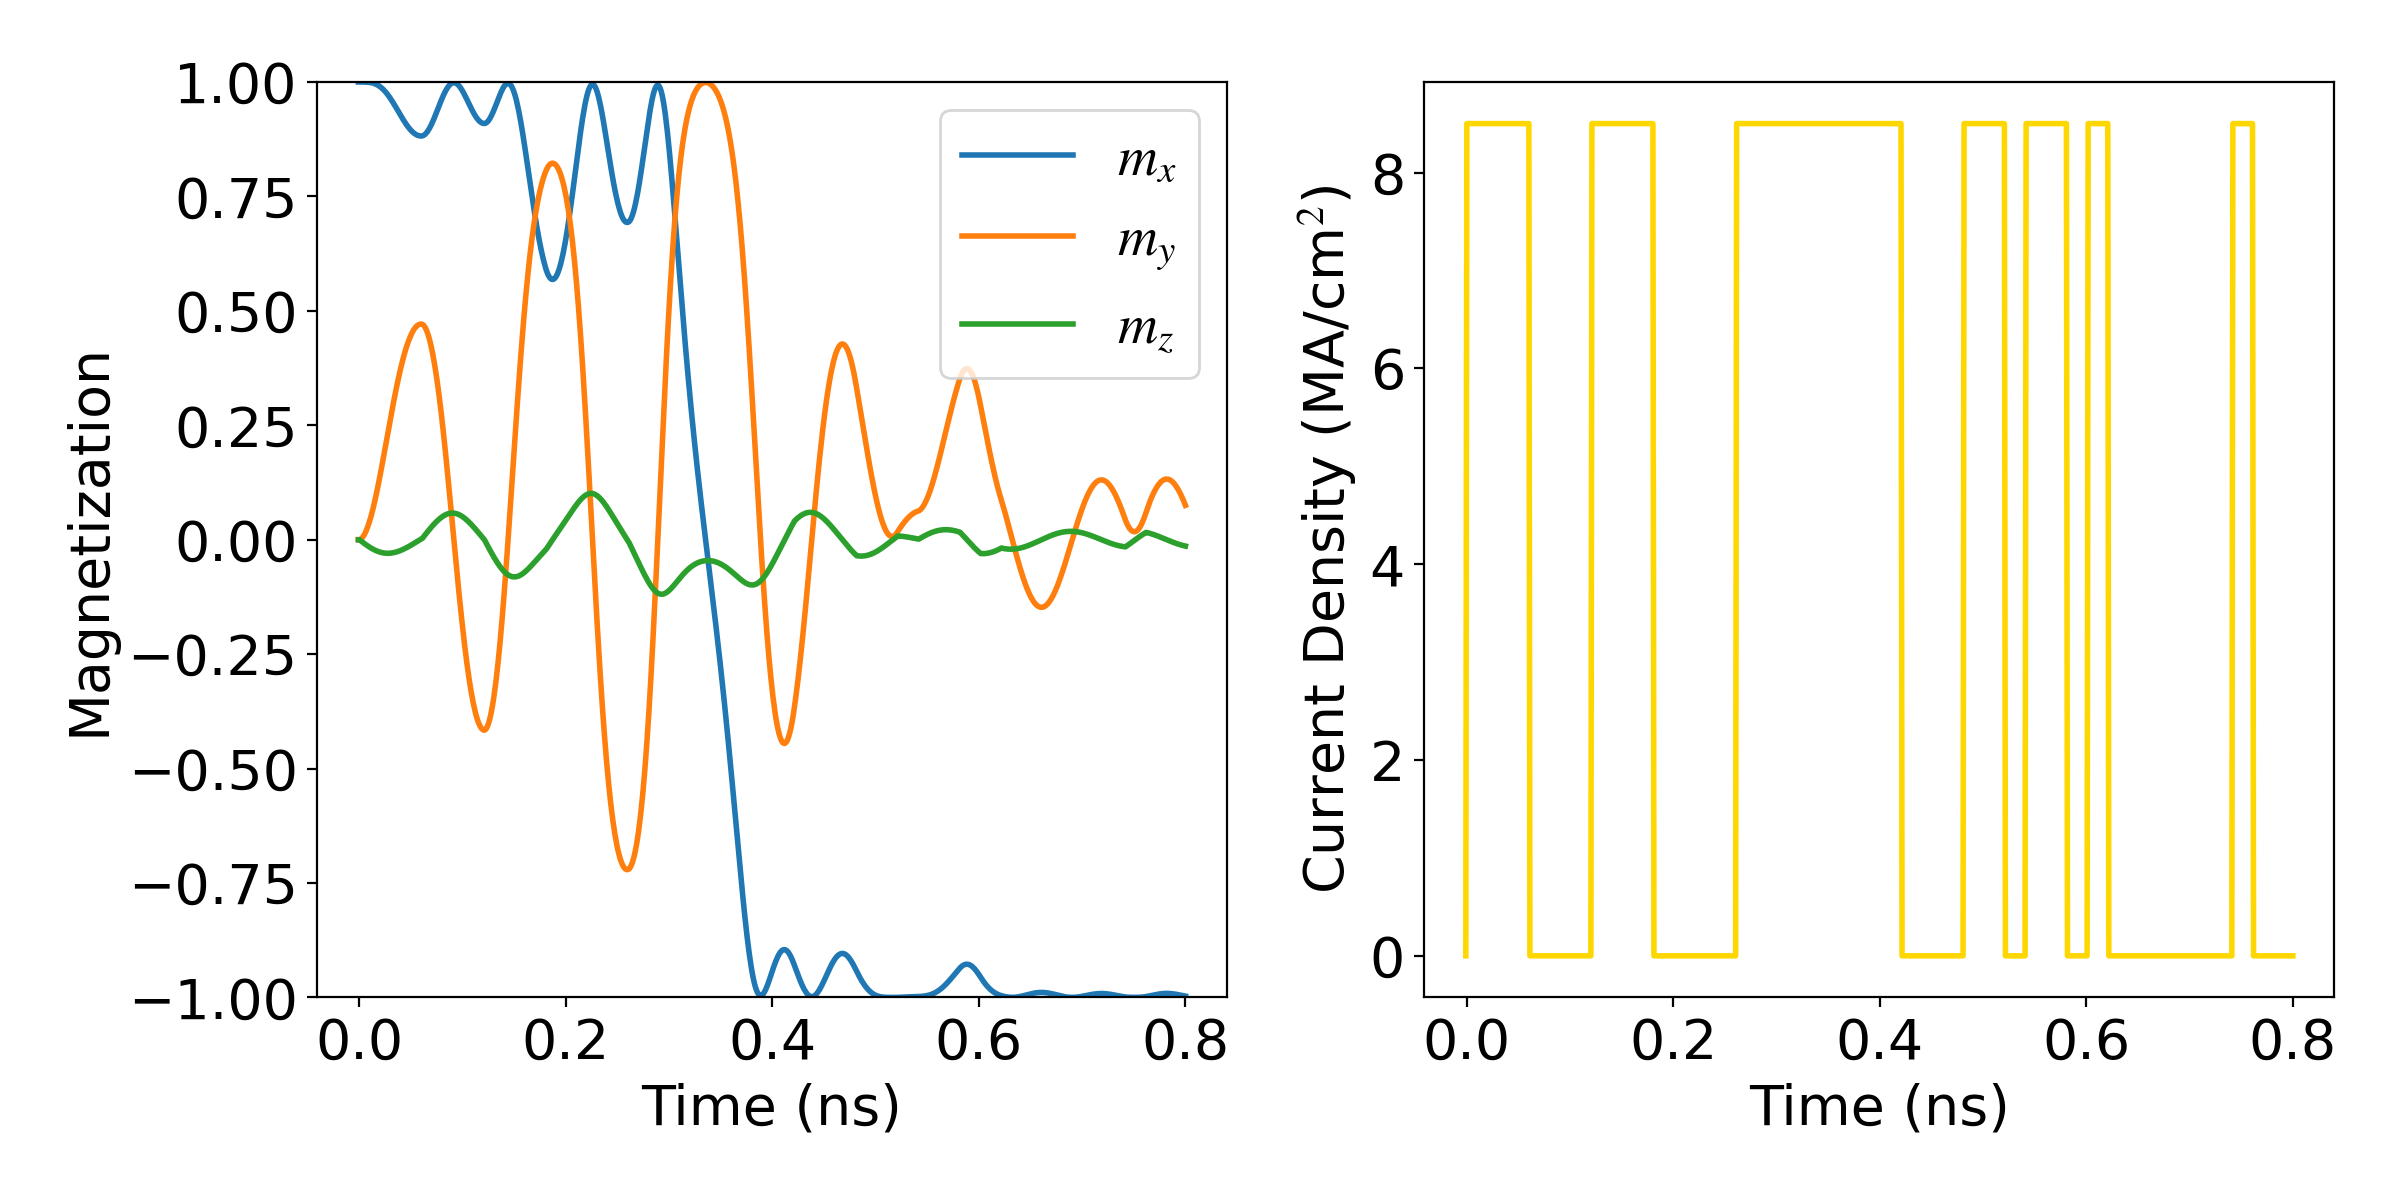 1.00
0.75
0.50
0.25
0.00
−0.25
−0.50
−0.75
−1.00
Magnetization
0.0 0.2 0.4 0.6 0.8
Time (ns)
m_x
m_y
m_z
8
6
4
2
0
Current Density (MA/cm²)
0.0 0.2 0.4 0.6 0.8
Time (ns)